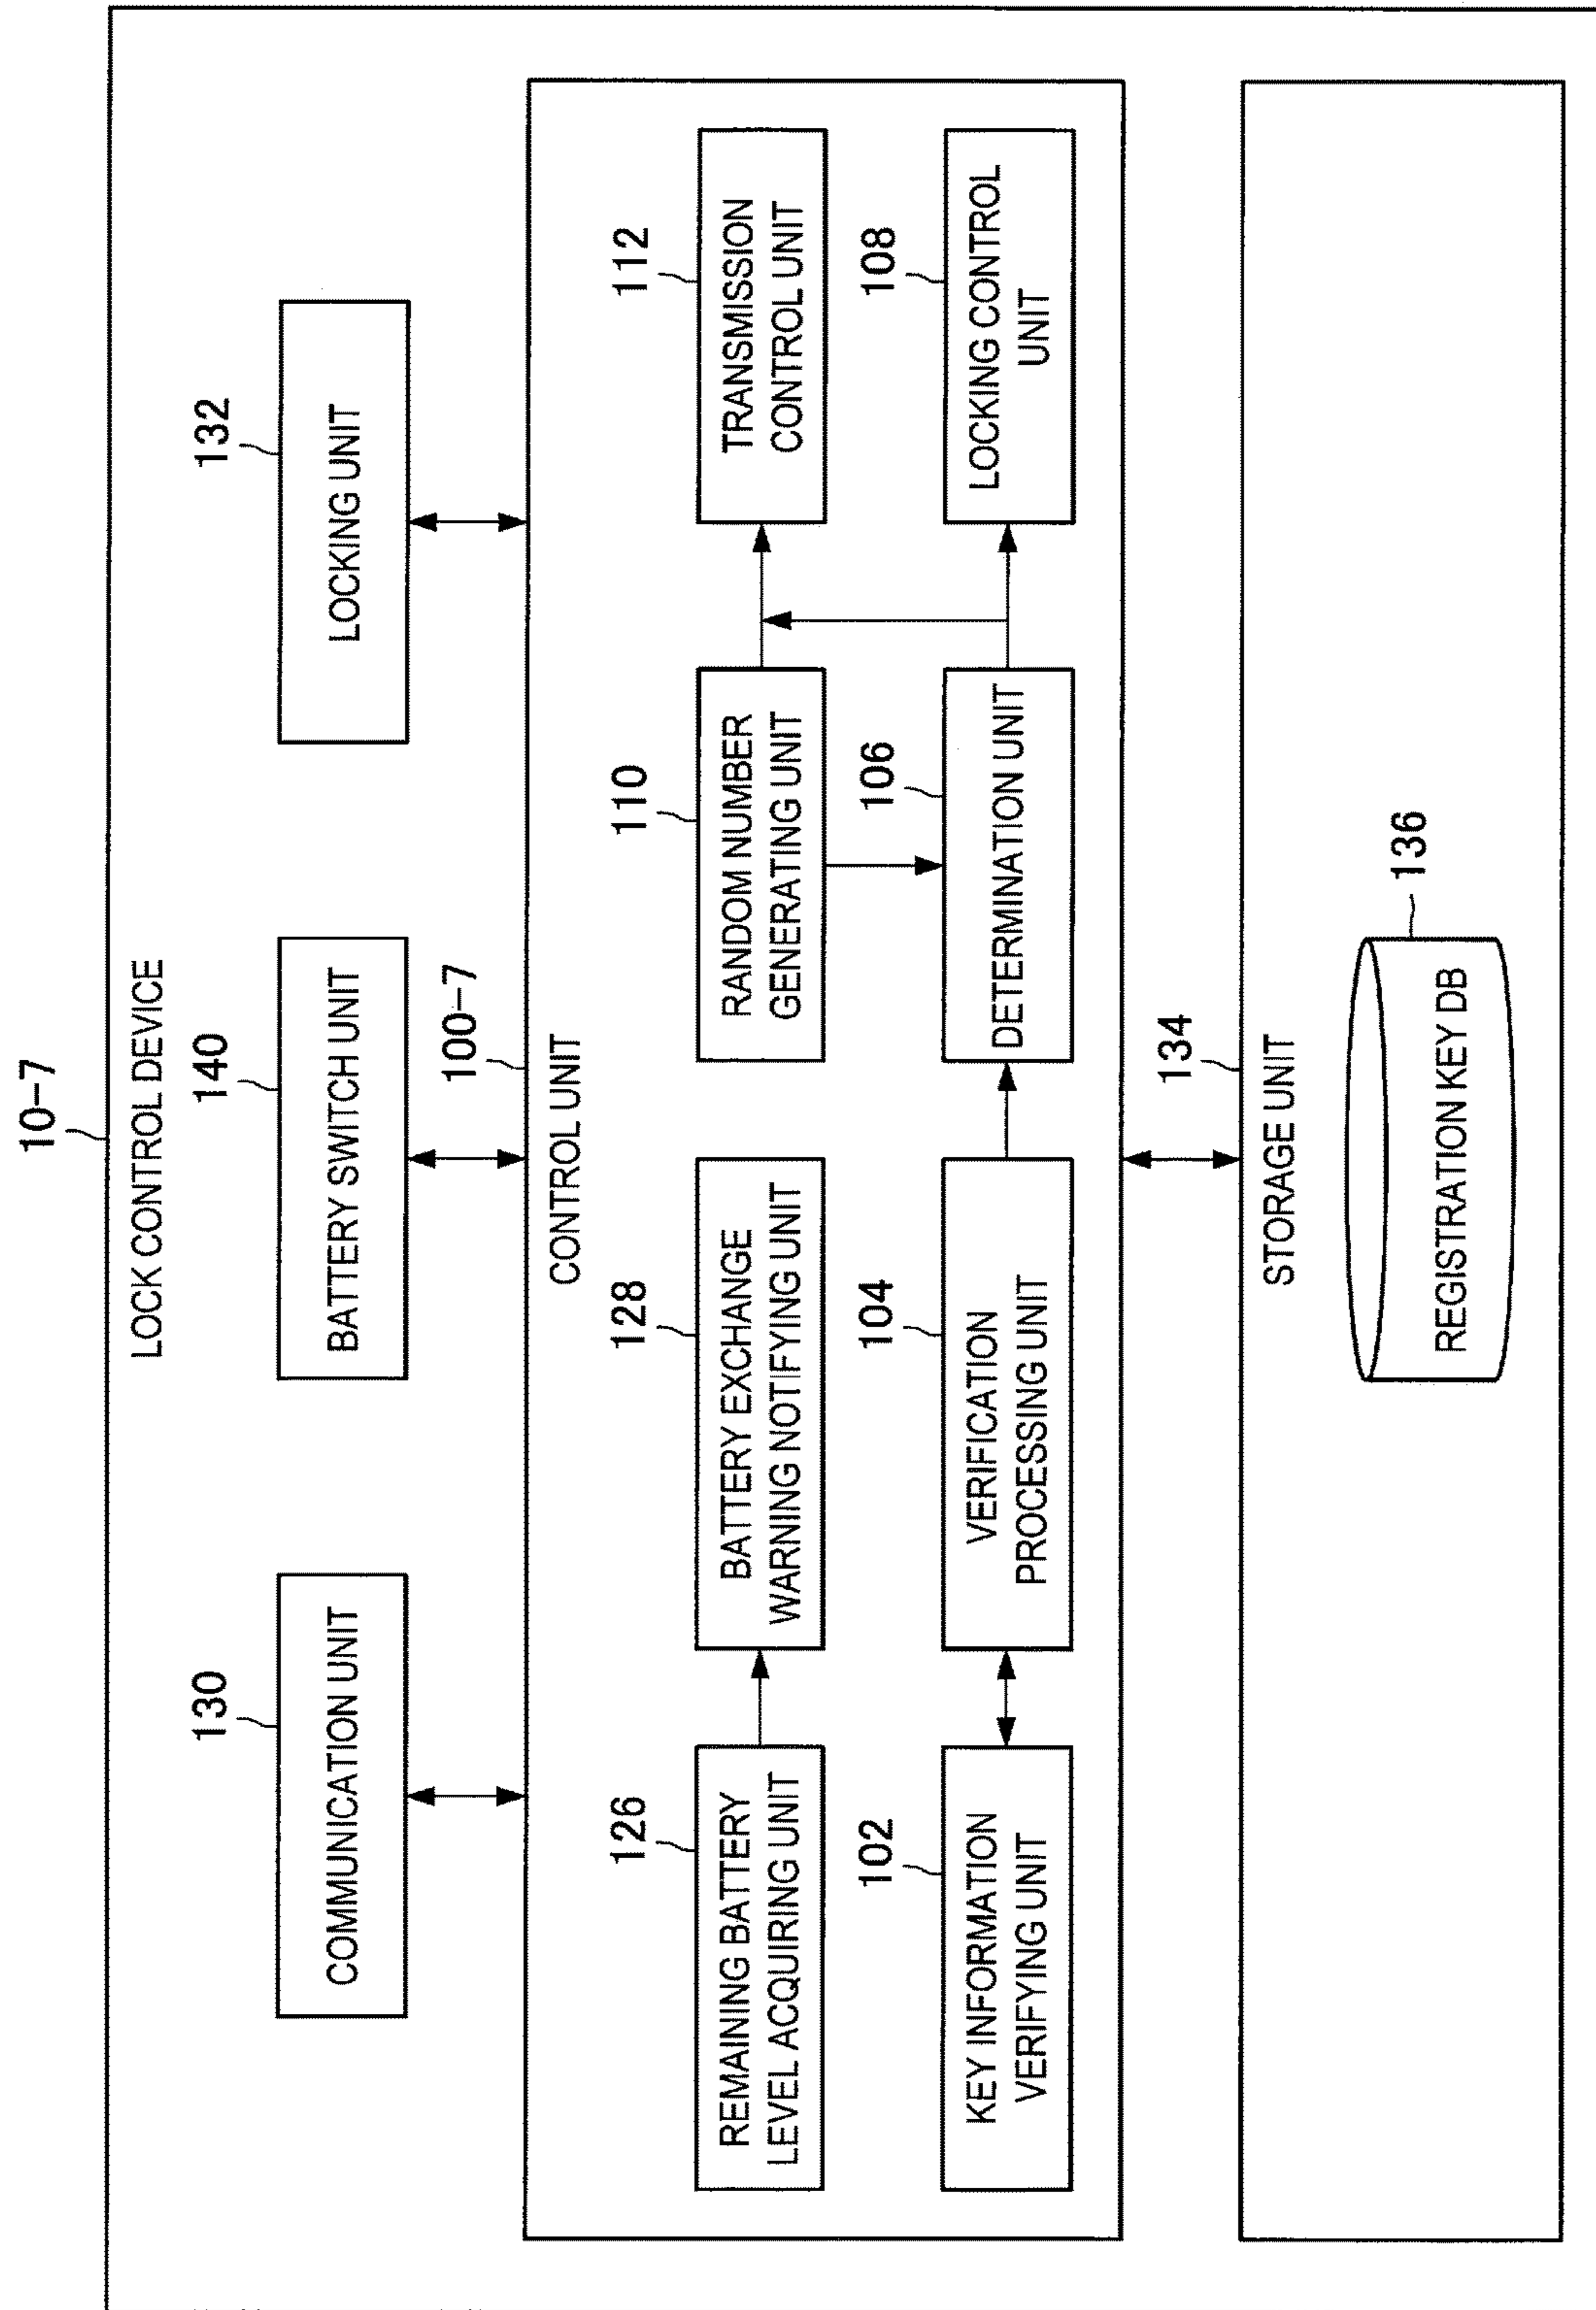 10-7
LOCK CONTROL DEVICE
130
COMMUNICATION UNIT
140
BATTERY SWITCH UNIT
132
LOCKING UNIT
100-7
CONTROL UNIT
126
REMAINING BATTERY
LEVEL ACQUIRING UNIT
128
BATTERY EXCHANGE
WARNING NOTIFYING UNIT
110
RANDOM NUMBER
GENERATING UNIT
112
TRANSMISSION
CONTROL UNIT
102
KEY INFORMATION
VERIFYING UNIT
104
VERIFICATION
PROCESSING UNIT
106
DETERMINATION UNIT
108
LOCKING CONTROL
UNIT
134
STORAGE UNIT
136
REGISTRATION KEY DB